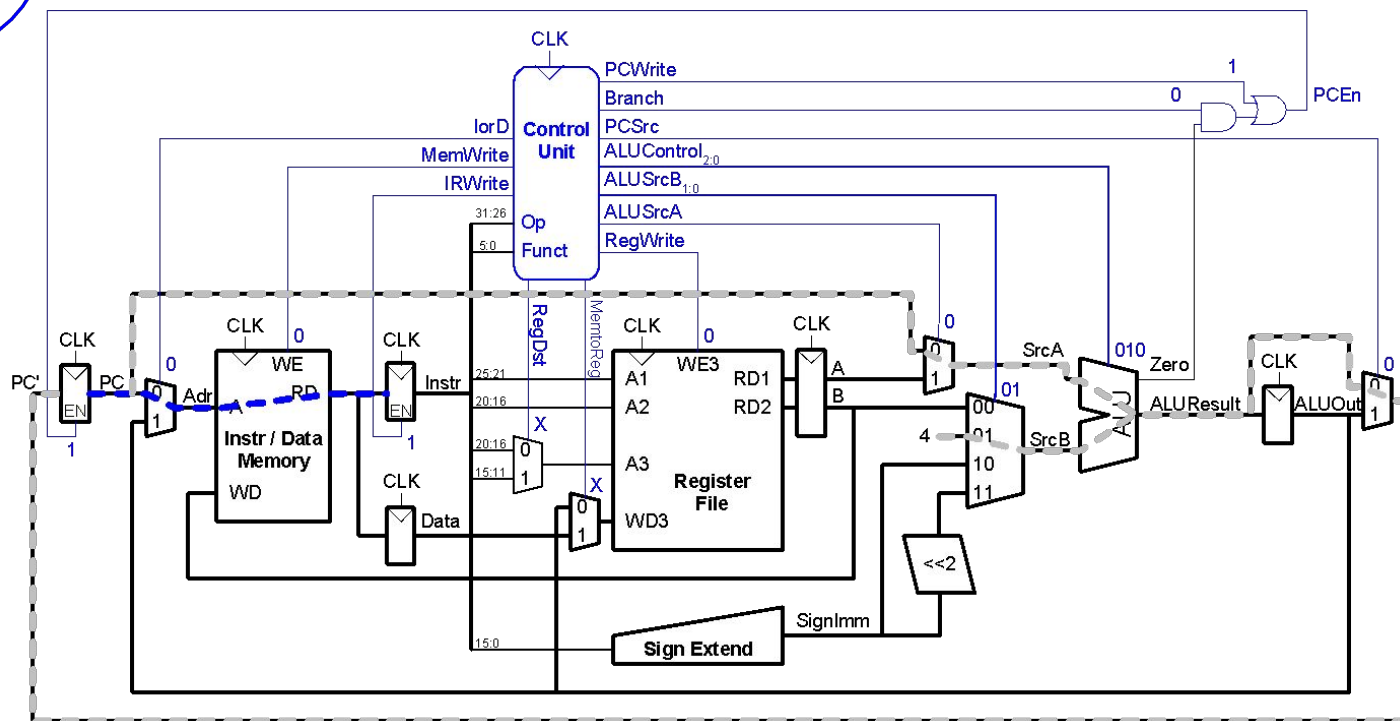 CLK
PCWrite
1
Branch
0
PCEn
IorD
Control
Unit
PCSrc
MemWrite
ALUControl2:0
IRWrite
ALUSrcB1:0
31:26
Op
ALUSrcA
5:0
Funct
RegWrite
RegDst
MemtoReg
CLK
0
CLK
WE
0
CLK
CLK
WE3
0
CLK
0
0
SrcA
010
Zero
CLK
0
PC'
EN
PC
0
1
Adr
A
RD
EN
Instr
25:21
A1
RD1
A
1
01
0
1
1
1
Instr / Data
Memory
20:16
A2
RD2
B
00
ALU
ALUResult
ALUOut
X
4
01
SrcB
20:16
0
15:11
1
A3
Register
File
10
WD
CLK
X
11
Data
0
1
WD3
<<2
SignImm
15:0
Sign Extend